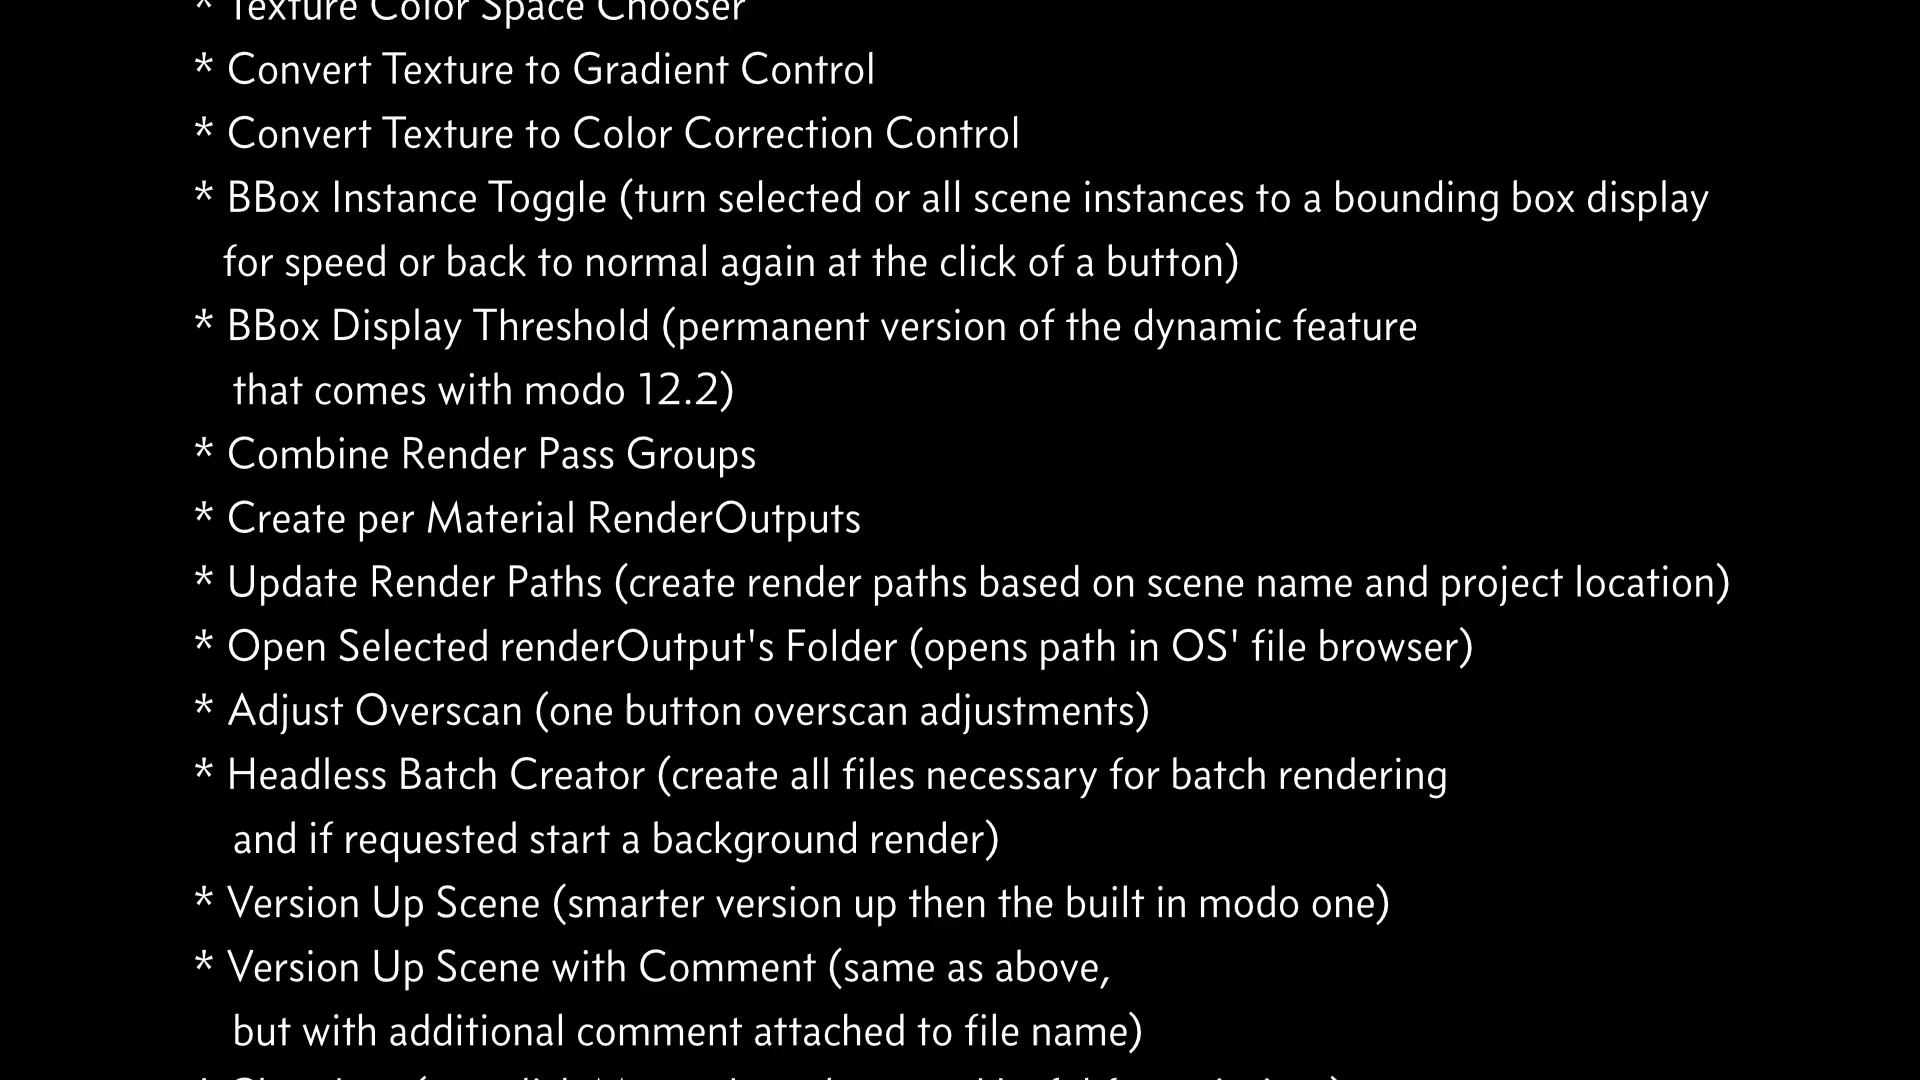 * Texture Color Space Chooser
* Convert Texture to Gradient Control
* Convert Texture to Color Correction Control
* BBox Instance Toggle (turn selected or all scene instances to a bounding box display
for speed or back to normal again at the click of a button)
* BBox Display Threshold (permanent version of the dynamic feature
that comes with modo 12.2)
* Combine Render Pass Groups
* Create per Material RenderOutputs
* Update Render Paths (create render paths based on scene name and project location)
* Open Selected renderOutput's Folder (opens path in OS' file browser)
* Adjust Overscan (one button overscan adjustments)
* Headless Batch Creator (create all files necessary for batch rendering
and if requested start a background render)
* Version Up Scene (smarter version up then the built in modo one)
* Version Up Scene with Comment (same as above,
but with additional comment attached to file name)